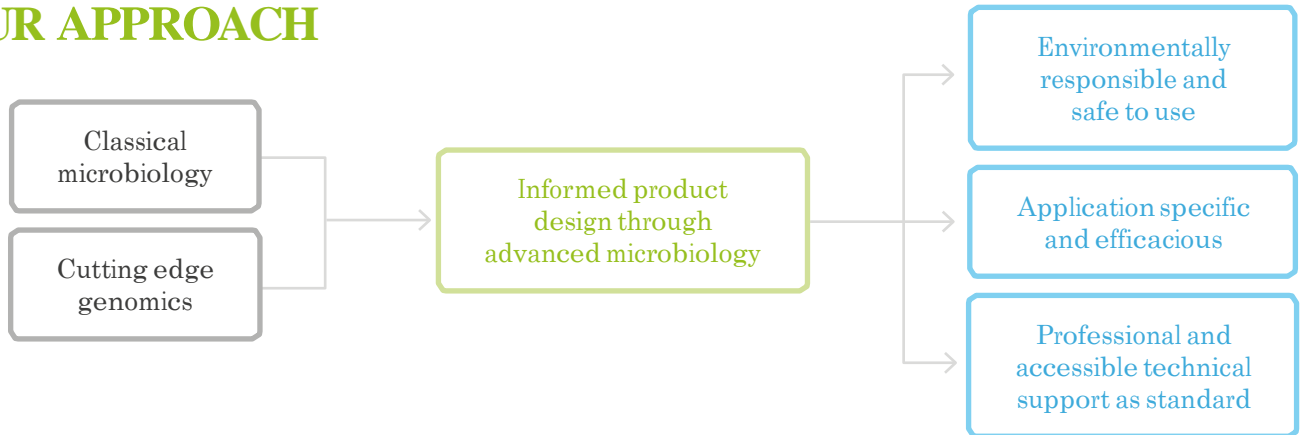 UR APPROACH
Classical
microbiology
Cutting edge
genomics
Informed product
design through
advanced microbiology
Environmentally
responsible and
safe to use
Application specific
and efficacious
Professional and
accessible technical
support as standard